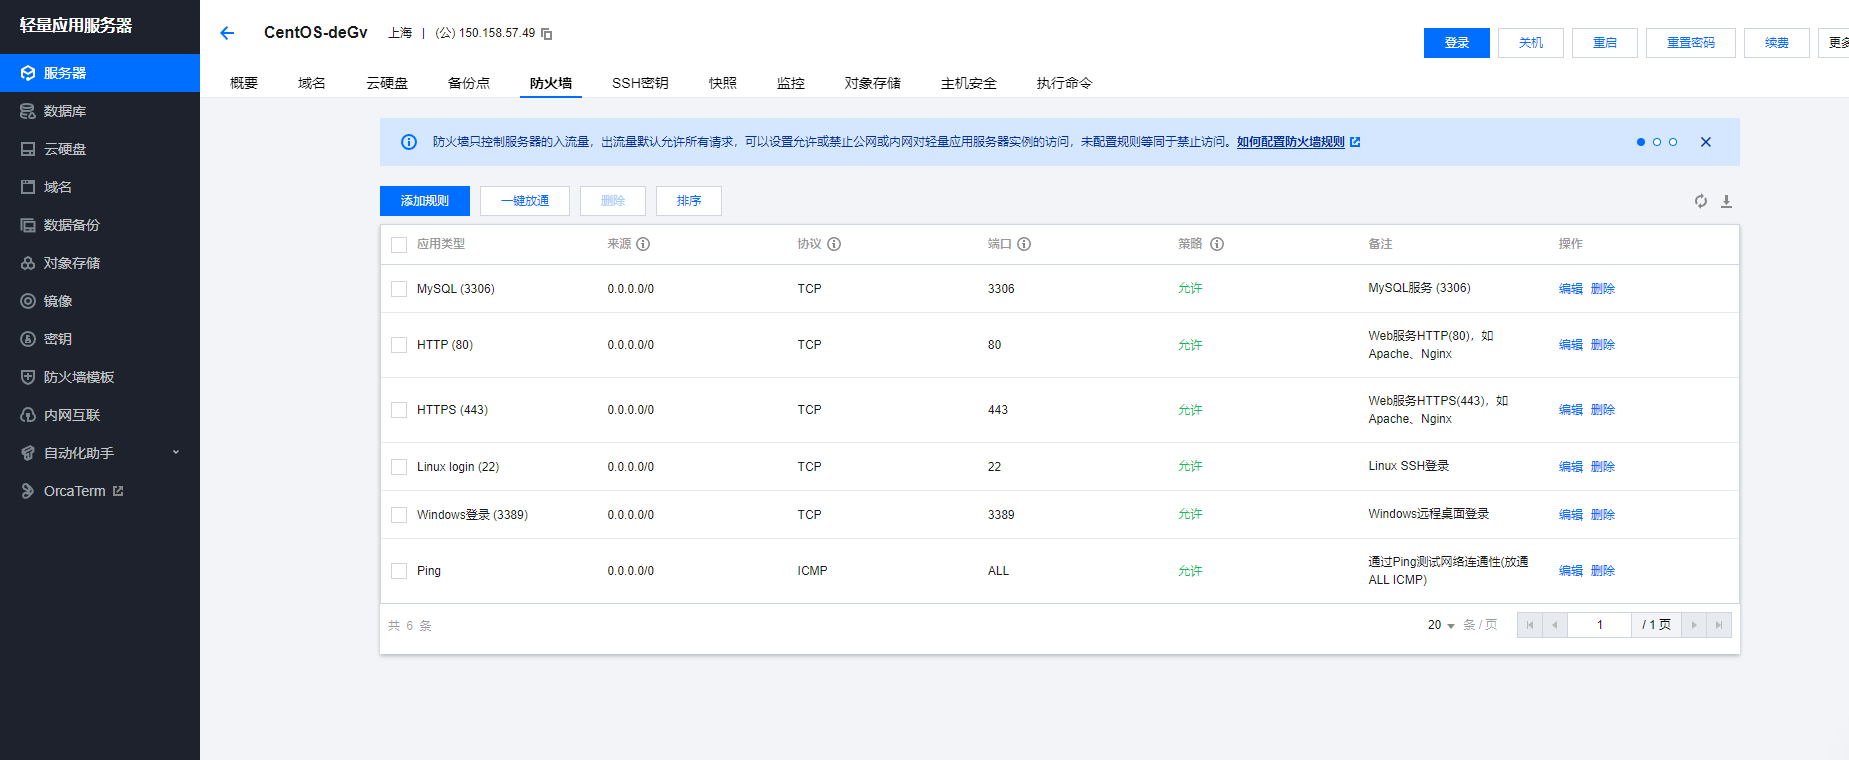 轻量应用服务器
服务器
数据库
云硬盘
域名
数据备份
对象存储
镜像
密钥
防火墙模板
内网互联
自动化助手
OrcaTerm
CentOS-deGv 上海 | (公) 150.158.57.49
登录 关机 重启 重置密码 续费 更多
概要 域名 云硬盘 备份点 防火墙 SSH密钥 快照 监控 对象存储 主机安全 执行命令
防火墙只控制服务器的入流量，出流量默认允许所有请求，可以设置允许或禁止公网或内网对轻量应用服务器实例的访问，未配置规则等同于禁止访问。如何配置防火墙规则
添加规则 一键放通 删除 排序
应用类型 来源 协议 端口 策略 备注 操作
MySQL (3306) 0.0.0.0/0 TCP 3306 允许 MySQL服务 (3306) 编辑 删除
HTTP (80) 0.0.0.0/0 TCP 80 允许 Web服务HTTP(80)，如
Apache、Nginx 编辑 删除
HTTPS (443) 0.0.0.0/0 TCP 443 允许 Web服务HTTPS(443)，如
Apache、Nginx 编辑 删除
Linux login (22) 0.0.0.0/0 TCP 22 允许 Linux SSH登录 编辑 删除
Windows登录 (3389) 0.0.0.0/0 TCP 3389 允许 Windows远程桌面登录 编辑 删除
Ping 0.0.0.0/0 ICMP ALL 允许 通过Ping测试网络连通性(放通
ALL ICMP) 编辑 删除
共 6 条 20 条 / 页 1 / 1 页